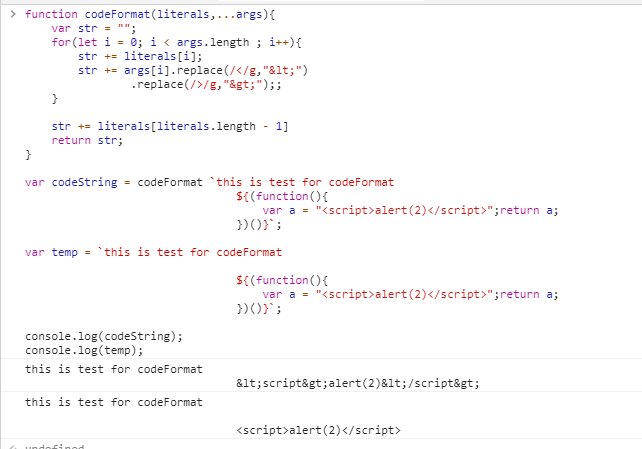 > function codeFormat(literals,...args){
var str = "";
for(let i = 0; i < args.length ; i++){
str += literals[i];
str += args[i].replace(/</g,"&lt;")
.replace(/>/g,"&gt;");;
}
str += literals[literals.length - 1]
return str;
}
var codeString = codeFormat `this is test for codeFormat
${(function(){
var a = "<script>alert(2)</script>";return a;
})()}`;
var temp = `this is test for codeFormat
${(function(){
var a = "<script>alert(2)</script>";return a;
})()}`;
console.log(codeString);
console.log(temp);
this is test for codeFormat
&lt;script&gt;alert(2)&lt;/script&gt;
this is test for codeFormat
<script>alert(2)</script>
undefined